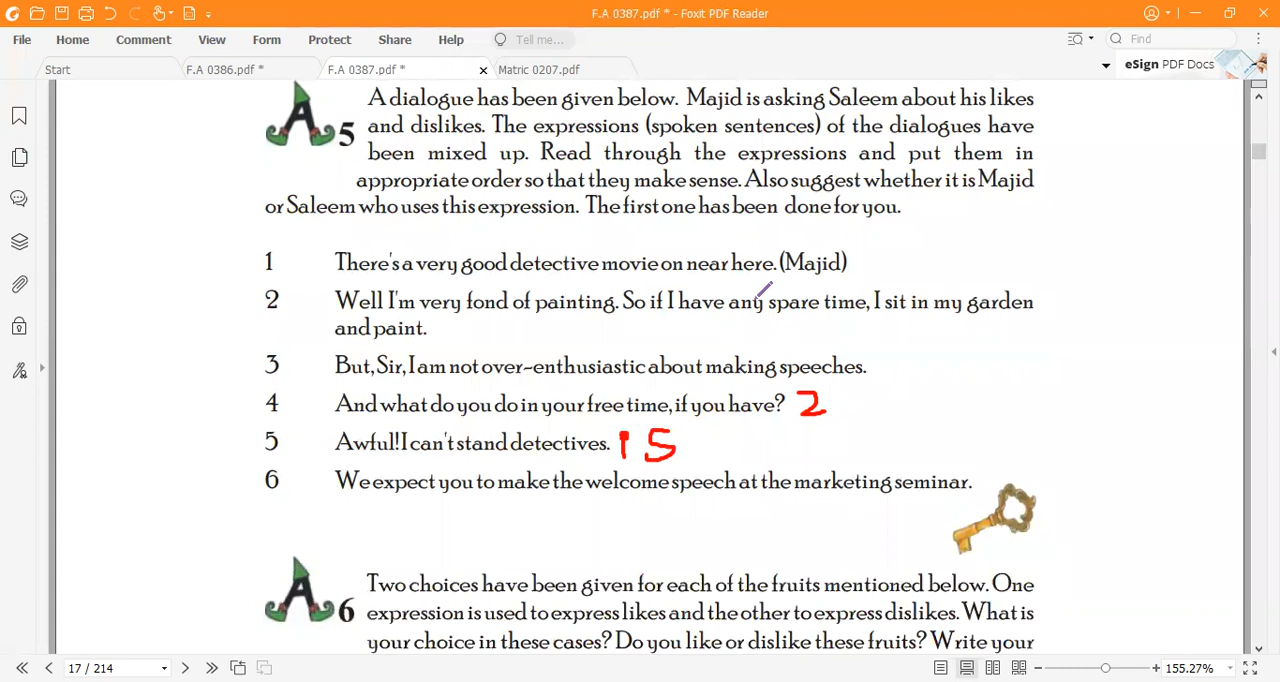 F.A 0387.pdf * - Foxit PDF Reader
File Home Comment View Form Protect Share Help Tell me... Find
Start F.A 0386.pdf * F.A 0387.pdf * Matric 0207.pdf eSign PDF Docs
A dialogue has been given below. Majid is asking Saleem about his likes
A 5 and dislikes. The expressions (spoken sentences) of the dialogues have
been mixed up. Read through the expressions and put them in
appropriate order so that they make sense. Also suggest whether it is Majid
or Saleem who uses this expression. The first one has been done for you.
1 There's a very good detective movie on near here. (Majid)
2 Well I'm very fond of painting. So if I have any spare time, I sit in my garden
and paint.
3 But, Sir, I am not over-enthusiastic about making speeches.
4 And what do you do in your free time, if you have? 2
5 Awful! I can't stand detectives. 1 5
6 We expect you to make the welcome speech at the marketing seminar.
Two choices have been given for each of the fruits mentioned below. One
A 6 expression is used to express likes and the other to express dislikes. What is
your choice in these cases? Do you like or dislike these fruits? Write your
17 / 214 155.27%